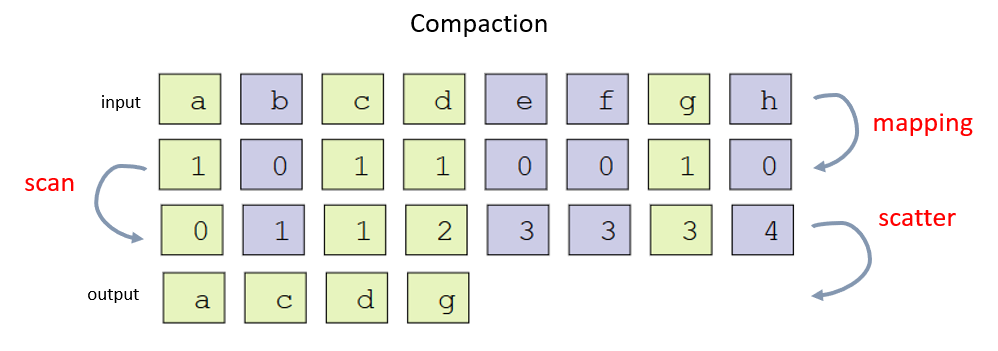 Compaction
input a b c d e f g h
mapping
1 0 1 1 0 0 1 0
scan
0 1 1 2 3 3 3 4
scatter
output a c d g